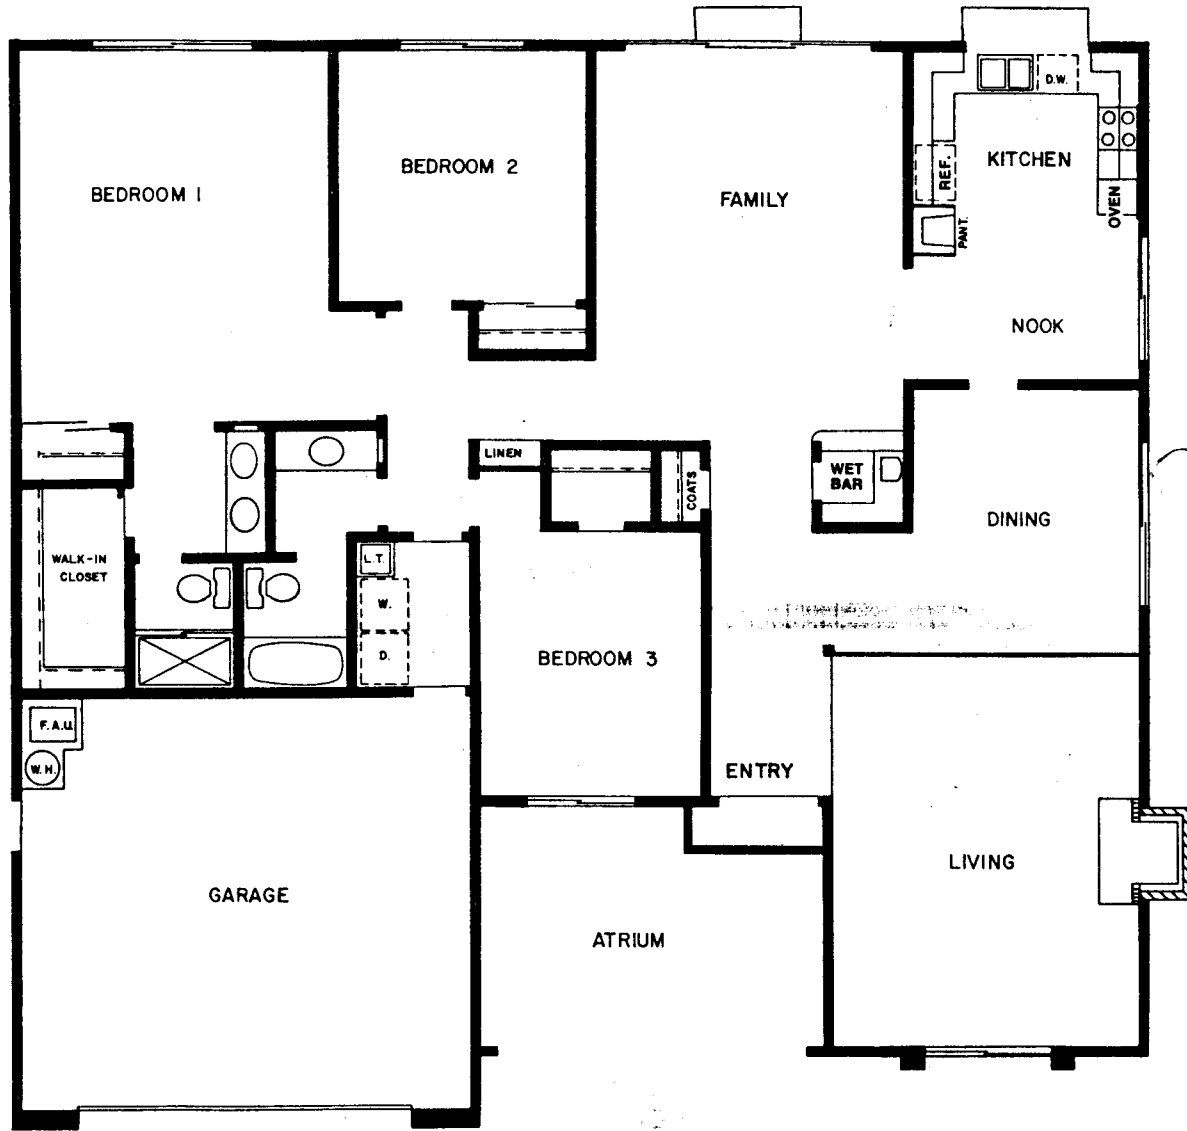 D.W.
KITCHEN
BEDROOM 2
REF.
BEDROOM 1
FAMILY
OVEN
PANT.
NOOK
LINEN
WET
BAR
COATS
DINING
WALK-IN
CLOSET
L.T.
W.
D.
BEDROOM 3
F.A.U.
W.H.
ENTRY
LIVING
GARAGE
ATRIUM